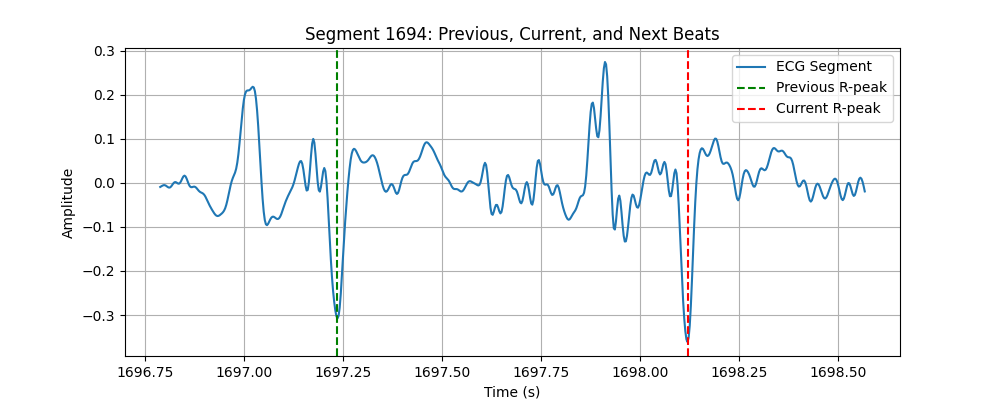 Segment 1694: Previous, Current, and Next Beats
ECG Segment
Previous R-peak
Current R-peak
Amplitude
0.3
0.2
0.1
0.0
−0.1
−0.2
−0.3
1696.75 1697.00 1697.25 1697.50 1697.75 1698.00 1698.25 1698.50
Time (s)